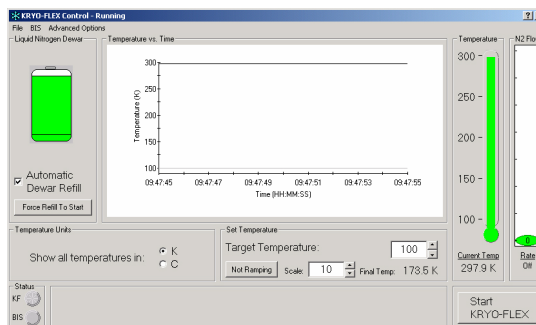 KRYO-FLEX Control - Running
File BIS Advanced Options
Liquid Nitrogen Dewar
Automatic
Dewar Refill
Force Refill To Start
Temperature vs. Time
Temperature (K)
300
250
200
150
100
09:47:45 09:47:47 09:47:49 09:47:51 09:47:53 09:47:55
Time (HH:MM:SS)
Temperature
300
250
200
150
100
Current Temp
297.9 K
N2 Flo
0
Rate
Off
Temperature Units
Show all temperatures in:
K
C
Set Temperature
Target Temperature:
100
Not Ramping Scale: 10 Final Temp: 173.5 K
Status
KF
BIS
Start
KRYO-FLEX